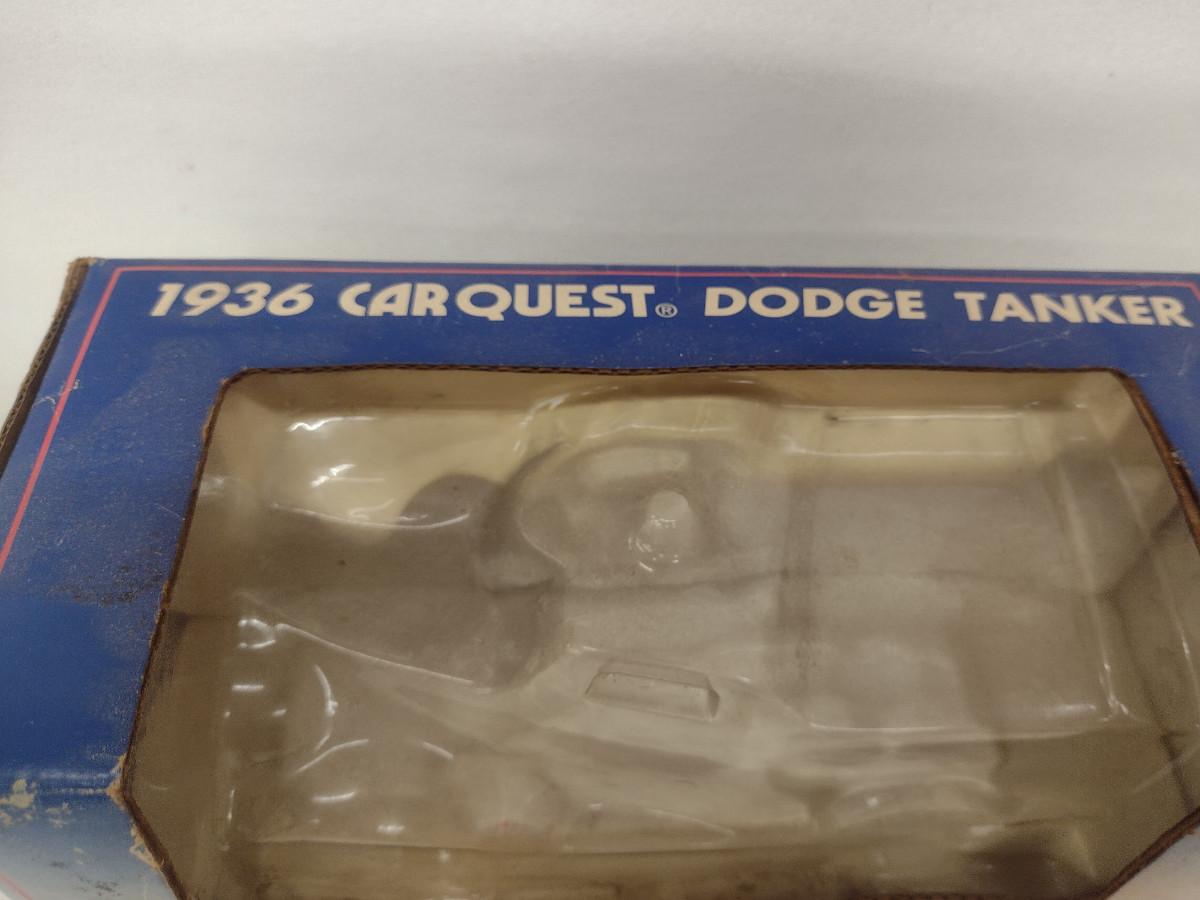 1936 CARQUEST® DODGE TANKER